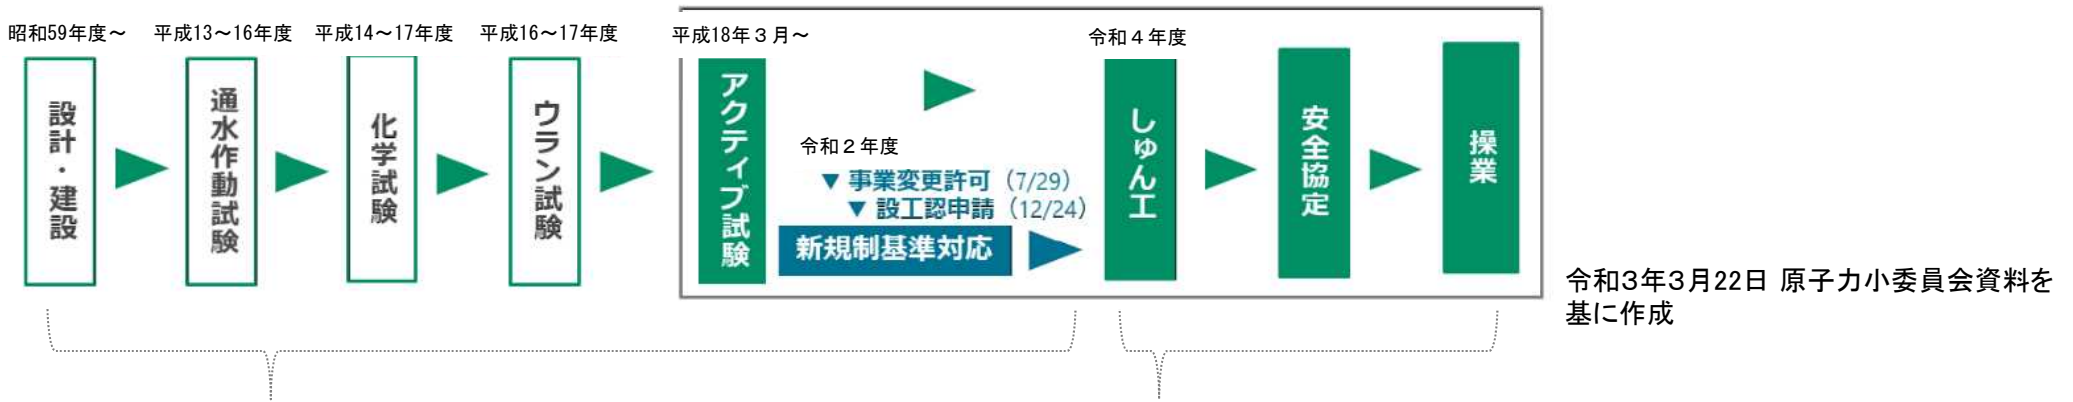 昭和59年度～
平成13～16年度
平成14～17年度
平成16～17年度
平成18年３月～
令和４年度
設計・建設
通水作動試験
化学試験
ウラン試験
アクティブ試験
令和２年度
▼ 事業変更許可（7/29）
▼ 設工認申請（12/24）
新規制基準対応
しゅん工
安全協定
操業
令和3年3月22日 原子力小委員会資料を
基に作成